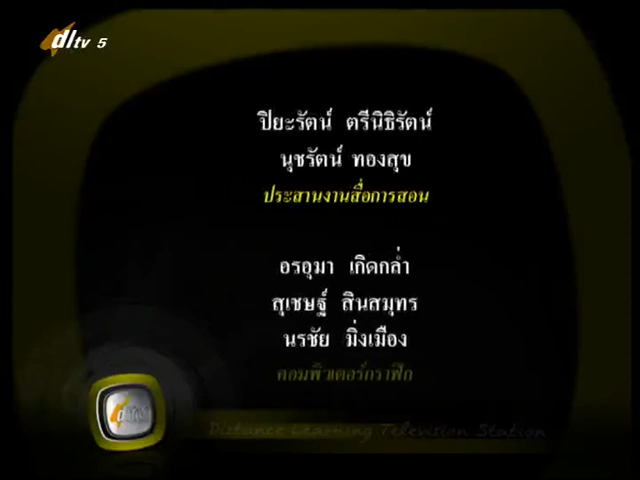 dltv 5
ปิยะรัตน์ ตรีนิธิรัตน์
นุชรัตน์ ทองสุข
ประสานงานสื่อการสอน
อรอุมา เกิดกล่ำ
สุเชษฐ์ สินสมุทร
นรชัย มิ่งเมือง
คอมพิวเตอร์กราฟิก
dltv
Distance Learning Television Station